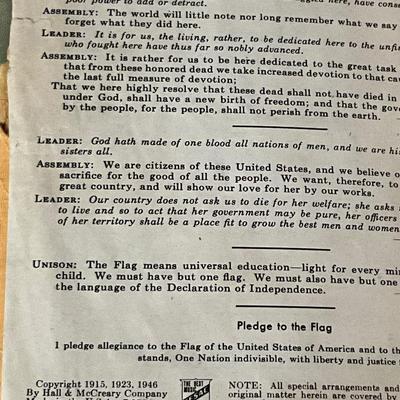 poor power to add or detract.
ASSEMBLY: The world will little note nor long remember what we say
forget what they did here.
LEADER: It is for us, the living, rather, to be dedicated here to the unfi
who fought here have thus far so nobly advanced.
ASSEMBLY: It is rather for us to be here dedicated to the great task
that from these honored dead we take increased devotion to that cau
the last full measure of devotion;
That we here highly resolve that these dead shall not have died in
under God, shall have a new birth of freedom; and that the gov
by the people, for the people, shall not perish from the earth.
LEADER: God hath made of one blood all nations of men, and we are hi
sisters all.
ASSEMBLY: We are citizens of these United States, and we believe o
sacrifice for the good of all the people. We want, therefore, to
great country, and will show our love for her by our works.
LEADER: Our country does not ask us to die for her welfare; she asks
to live and so to act that her government may be pure, her officers
of her territory shall be a place fit to grow the best men and women
UNISON: The Flag means universal education—light for every mi
child. We must have but one flag. We must also have but one
the language of the Declaration of Independence.
Pledge to the Flag
I pledge allegiance to the Flag of the United States of America and to th
stands, One Nation indivisible, with liberty and justice f
Copyright 1915, 1923, 1946
By Hall & McCreary Company
THE BEST
MUSIC
NOTE: All special arrangements and
original matter herein are covered by